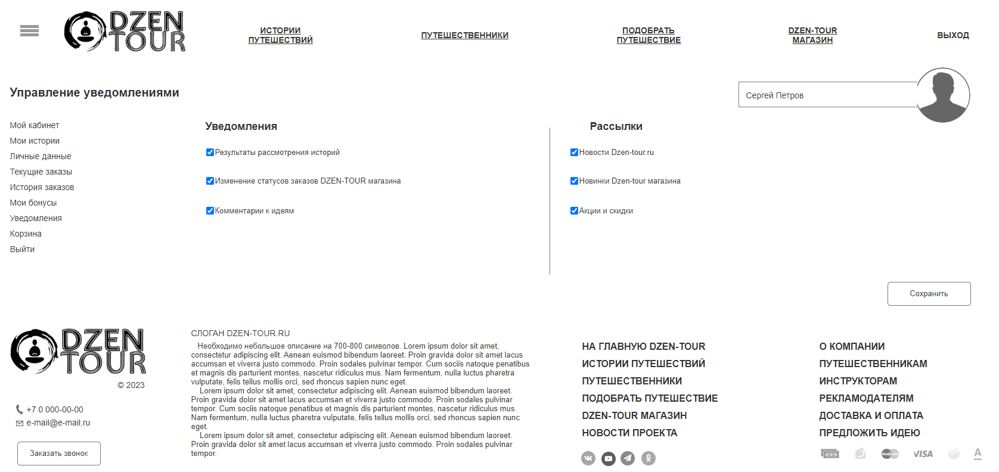 DZEN
TOUR
ИСТОРИИ
ПУТЕШЕСТВИЙ
ПУТЕШЕСТВЕННИКИ
ПОДОБРАТЬ
ПУТЕШЕСТВИЕ
DZEN-TOUR
МАГАЗИН
ВЫХОД
Управление уведомлениями
Сергей Петров
Мой кабинет
Мои истории
Личные данные
Текущие заказы
История заказов
Мои бонусы
Уведомления
Корзина
Выйти
Уведомления
Результаты рассмотрения историй
Изменение статусов заказов DZEN-TOUR магазина
Комментарии к идеям
Рассылки
Новости Dzen-tour.ru
Новинки Dzen-tour магазина
Акции и скидки
Сохранить
DZEN
TOUR
© 2023
+7 0 000-00-00
e-mail@e-mail.ru
Заказать звонок
СЛОГАН DZEN-TOUR.RU
Необходимо небольшое описание на 700-800 символов. Lorem ipsum dolor sit amet,
consectetur adipiscing elit. Aenean euismod bibendum laoreet. Proin gravida dolor sit amet lacus
accumsan et viverra justo commodo. Proin sodales pulvinar tempor. Cum sociis natoque penatibus
et magnis dis parturient montes, nascetur ridiculus mus. Nam fermentum, nulla luctus pharetra
vulputate, felis tellus mollis orci, sed rhoncus sapien nunc eget.
Lorem ipsum dolor sit amet, consectetur adipiscing elit. Aenean euismod bibendum laoreet.
Proin gravida dolor sit amet lacus accumsan et viverra justo commodo. Proin sodales pulvinar
tempor. Cum sociis natoque penatibus et magnis dis parturient montes, nascetur ridiculus mus.
Nam fermentum, nulla luctus pharetra vulputate, felis tellus mollis orci, sed rhoncus sapien nunc
eget.
Lorem ipsum dolor sit amet, consectetur adipiscing elit. Aenean euismod bibendum laoreet.
Proin gravida dolor sit amet lacus accumsan et viverra justo commodo. Proin sodales pulvinar
tempor.
НА ГЛАВНУЮ DZEN-TOUR
ИСТОРИИ ПУТЕШЕСТВИЙ
ПУТЕШЕСТВЕННИКИ
ПОДОБРАТЬ ПУТЕШЕСТВИЕ
DZEN-TOUR МАГАЗИН
НОВОСТИ ПРОЕКТА
О КОМПАНИИ
ПУТЕШЕСТВЕННИКАМ
ИНСТРУКТОРАМ
РЕКЛАМОДАТЕЛЯМ
ДОСТАВКА И ОПЛАТА
ПРЕДЛОЖИТЬ ИДЕЮ
MasterCard
VISA